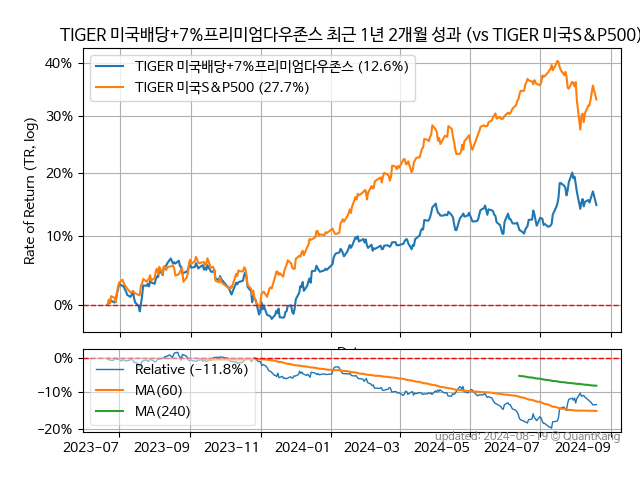 TIGER 미국배당+7%프리미엄다우존스 최근 1년 2개월 성과 (vs TIGER 미국S&P500)
TIGER 미국배당+7%프리미엄다우존스 (12.6%)
TIGER 미국S&P500 (27.7%)
Rate of Return (TR, log)
40%
30%
20%
10%
0%
0%
−10%
−20%
Relative (−11.8%)
MA(60)
MA(240)
2023−07
2023−09
2023−11
2024−01
2024−03
2024−05
2024−07
2024−09
updated: 2024−08−19 © QuantKang